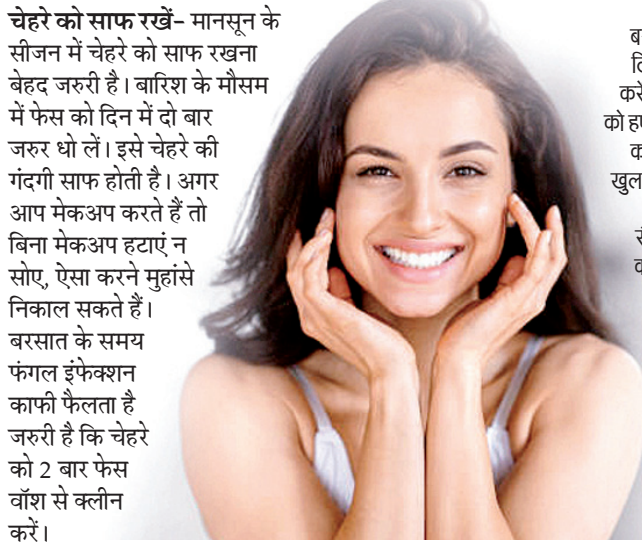 चेहरे को साफ रखें– मानसून के
सीजन में चेहरे को साफ रखना
बेहद जरुरी है। बारिश के मौसम
में फेस को दिन में दो बार
जरुर धो लें। इसे चेहरे की
गंदगी साफ होती है। अगर
आप मेकअप करते हैं तो
बिना मेकअप हटाएं न
सोए, ऐसा करने मुहांसे
निकाल सकते हैं।
बरसात के समय
फंगल इंफेक्शन
काफी फैलता है
जरुरी है कि चेहरे
को 2 बार फेस
वॉश से क्लीन
करें।